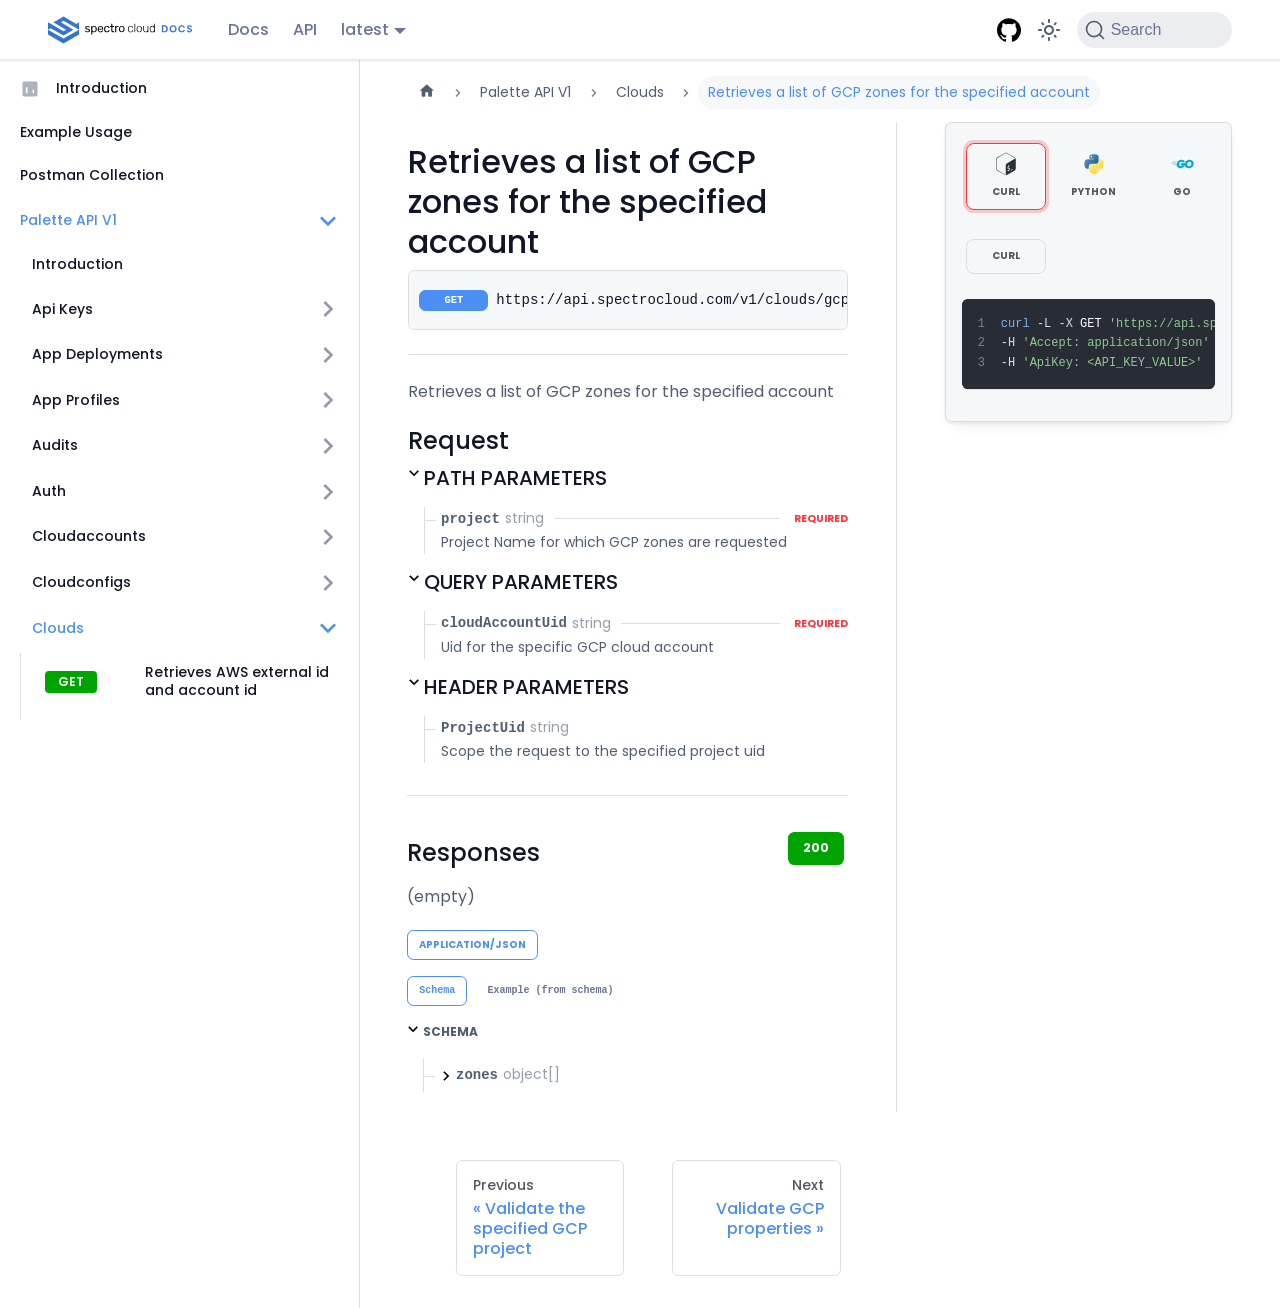 spectro cloud DOCS
Docs
API
latest
Search
Introduction
Example Usage
Postman Collection
Palette API V1
Introduction
Api Keys
App Deployments
App Profiles
Audits
Auth
Cloudaccounts
Cloudconfigs
Clouds
GET
Retrieves AWS external id
and account id
Palette API V1
Clouds
Retrieves a list of GCP zones for the specified account
Retrieves a list of GCP
zones for the specified
account
GET https://api.spectrocloud.com/v1/clouds/gcp
Retrieves a list of GCP zones for the specified account
Request
PATH PARAMETERS
project string REQUIRED
Project Name for which GCP zones are requested
QUERY PARAMETERS
cloudAccountUid string REQUIRED
Uid for the specific GCP cloud account
HEADER PARAMETERS
ProjectUid string
Scope the request to the specified project uid
Responses
200
(empty)
APPLICATION/JSON
Schema Example (from schema)
SCHEMA
zones object[]
CURL PYTHON GO
CURL
1 curl -L -X GET 'https://api.sp
2 -H 'Accept: application/json'
3 -H 'ApiKey: <API_KEY_VALUE>'
Previous
« Validate the
specified GCP
project
Next
Validate GCP
properties »